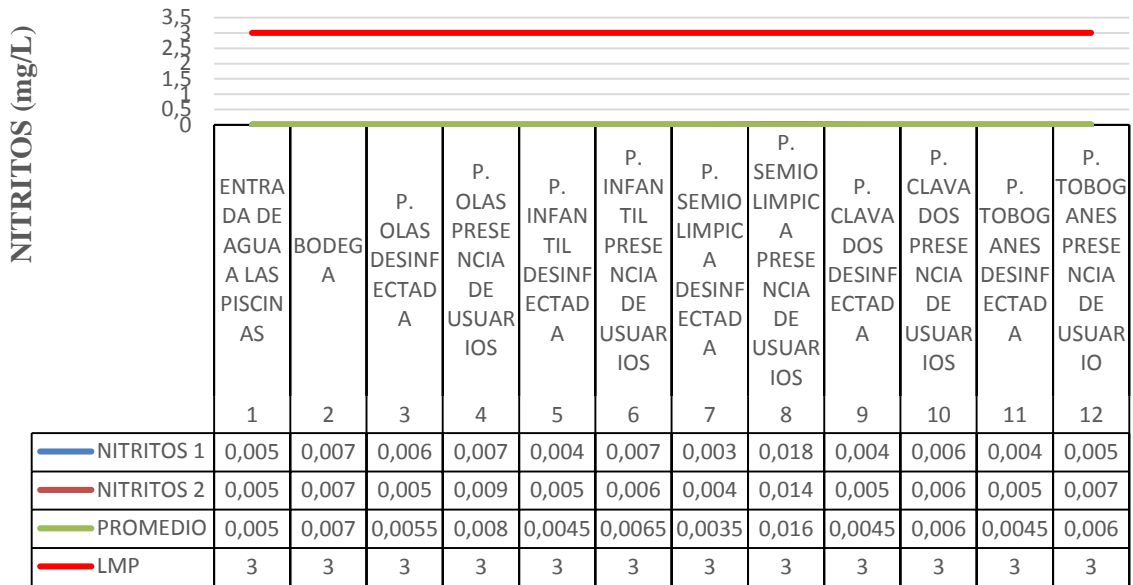 NITRITOS (mg/L)
3,5
3
2,5
2
1,5
1
0,5
0
ENTRA
DA DE
AGUA
A LAS
PISCIN
AS
BODEG
A
P.
OLAS
DESINF
ECTAD
A
P.
OLAS
PRESE
NCIA
DE
USUAR
IOS
P.
INFAN
TIL
DESINF
ECTAD
A
P.
INFAN
TIL
PRESE
NCIA
DE
USUAR
IOS
P.
SEMIO
LIMPIC
A
DESINF
ECTAD
A
P.
SEMIO
LIMPIC
A
PRESE
NCIA
DE
USUAR
IOS
P.
CLAVA
DOS
DESINF
ECTAD
A
P.
CLAVA
DOS
PRESE
NCIA
DE
USUAR
IOS
P.
TOBOG
ANES
DESINF
ECTAD
A
P.
TOBOG
ANES
PRESE
NCIA
DE
USUAR
IO
1 2 3 4 5 6 7 8 9 10 11 12
NITRITOS 1 0,005 0,007 0,006 0,007 0,004 0,007 0,003 0,018 0,004 0,006 0,004 0,005
NITRITOS 2 0,005 0,007 0,005 0,009 0,005 0,006 0,004 0,014 0,005 0,006 0,005 0,007
PROMEDIO 0,005 0,007 0,0055 0,008 0,0045 0,0065 0,0035 0,016 0,0045 0,006 0,0045 0,006
LMP 3 3 3 3 3 3 3 3 3 3 3 3